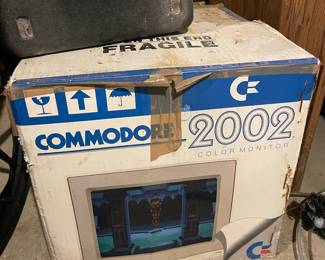 THIS END
FRAGILE
COMMODORE 2002
COLOR MONITOR